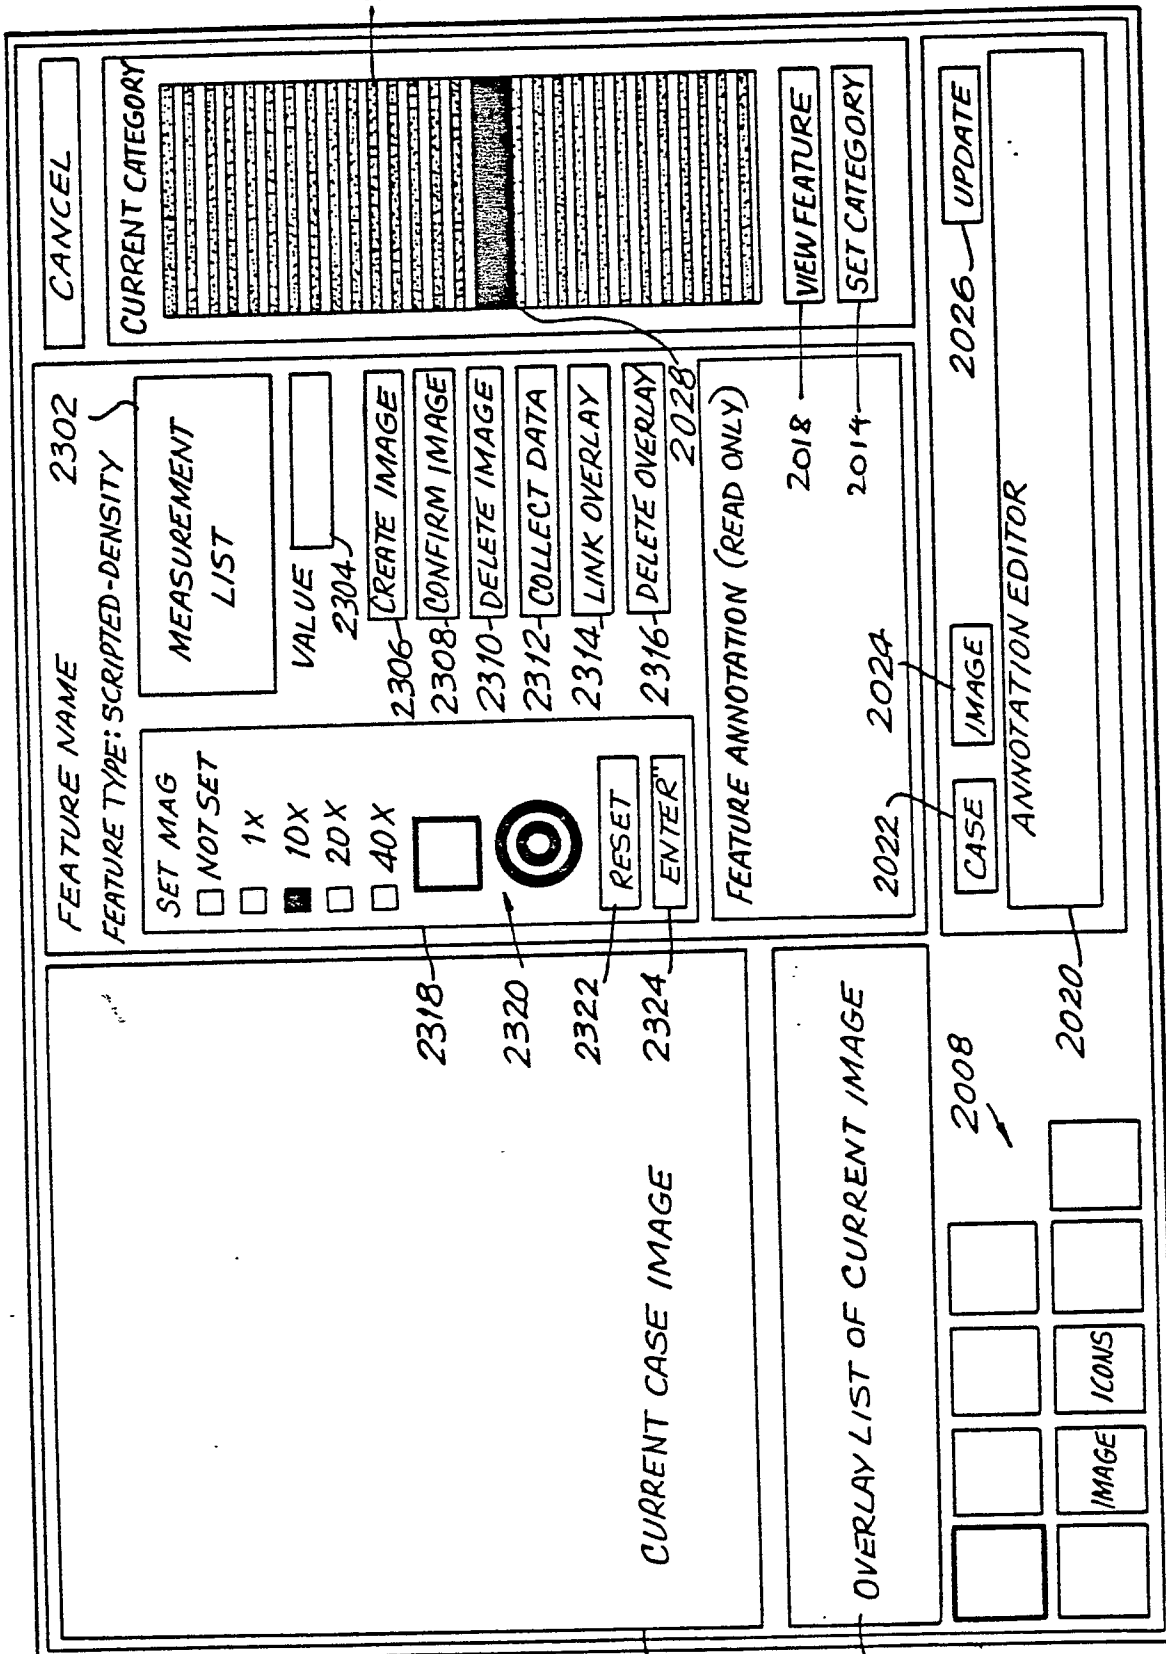 CANCEL
FEATURE NAME
2302
FEATURE TYPE: SCRIPTED-DENSITY
CURRENT CATEGORY
SET MAG
NOT SET
1X
10X
20X
40X
MEASUREMENT
LIST
VALUE
2304
2306
CREATE IMAGE
2308
CONFIRM IMAGE
2310
DELETE IMAGE
2312
COLLECT DATA
2314
LINK OVERLAY
2316
DELETE OVERLAY
2318
2320
2322
RESET
2324
ENTER"
2028
CURRENT CASE IMAGE
FEATURE ANNOTATION (READ ONLY)
2018
VIEW FEATURE
2014
SET CATEGORY
OVERLAY LIST OF CURRENT IMAGE
2022
2024
2008
CASE
IMAGE
2026
UPDATE
ANNOTATION EDITOR
2020
IMAGE
ICONS